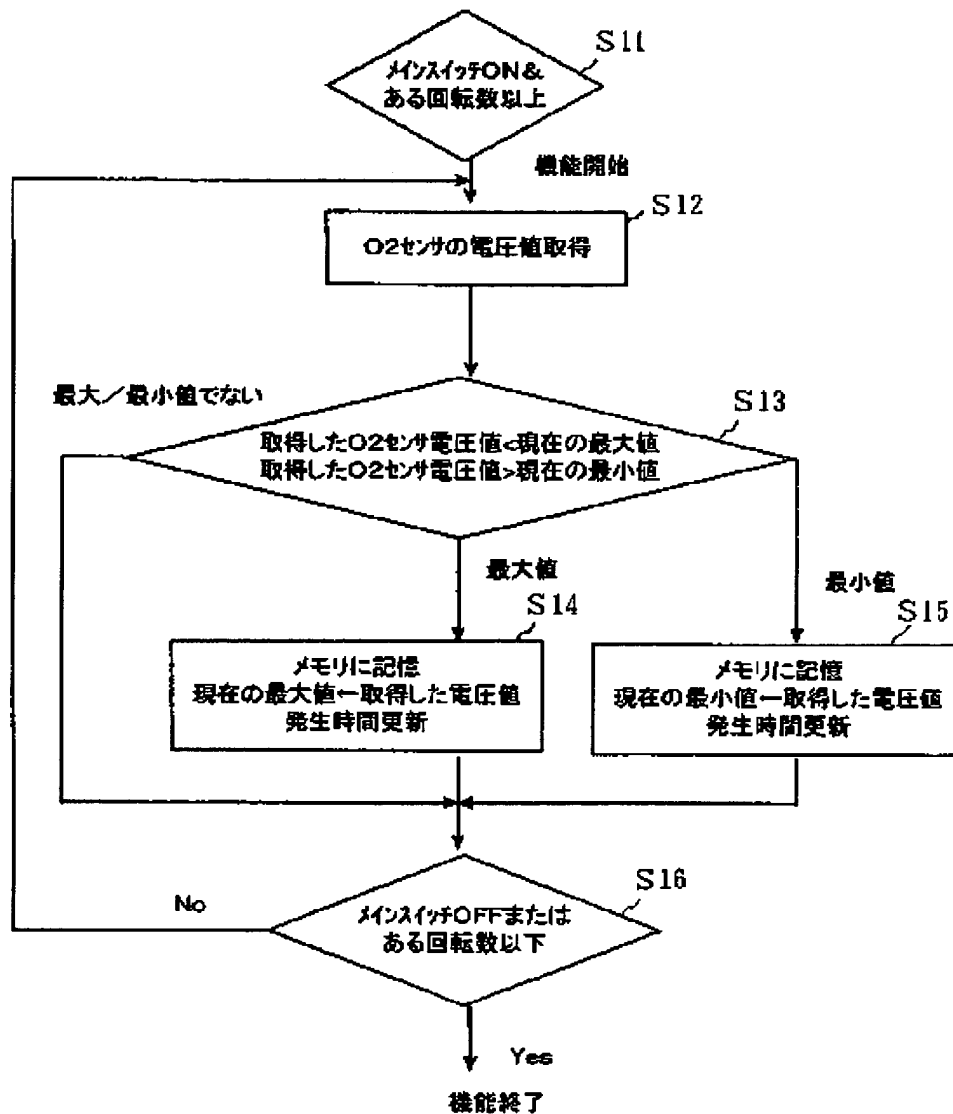 S11
メインスイッチON&
ある回転数以上
機能開始
S12
O2センサの電圧値取得
最大／最小値でない
S13
取得したO2センサ電圧値<現在の最大値
取得したO2センサ電圧値>現在の最小値
最大値
最小値
S14
S15
メモリに記憶
現在の最大値←取得した電圧値
発生時間更新
メモリに記憶
現在の最小値←取得した電圧値
発生時間更新
S16
No
メインスイッチOFFまたは
ある回転数以下
Yes
機能終了